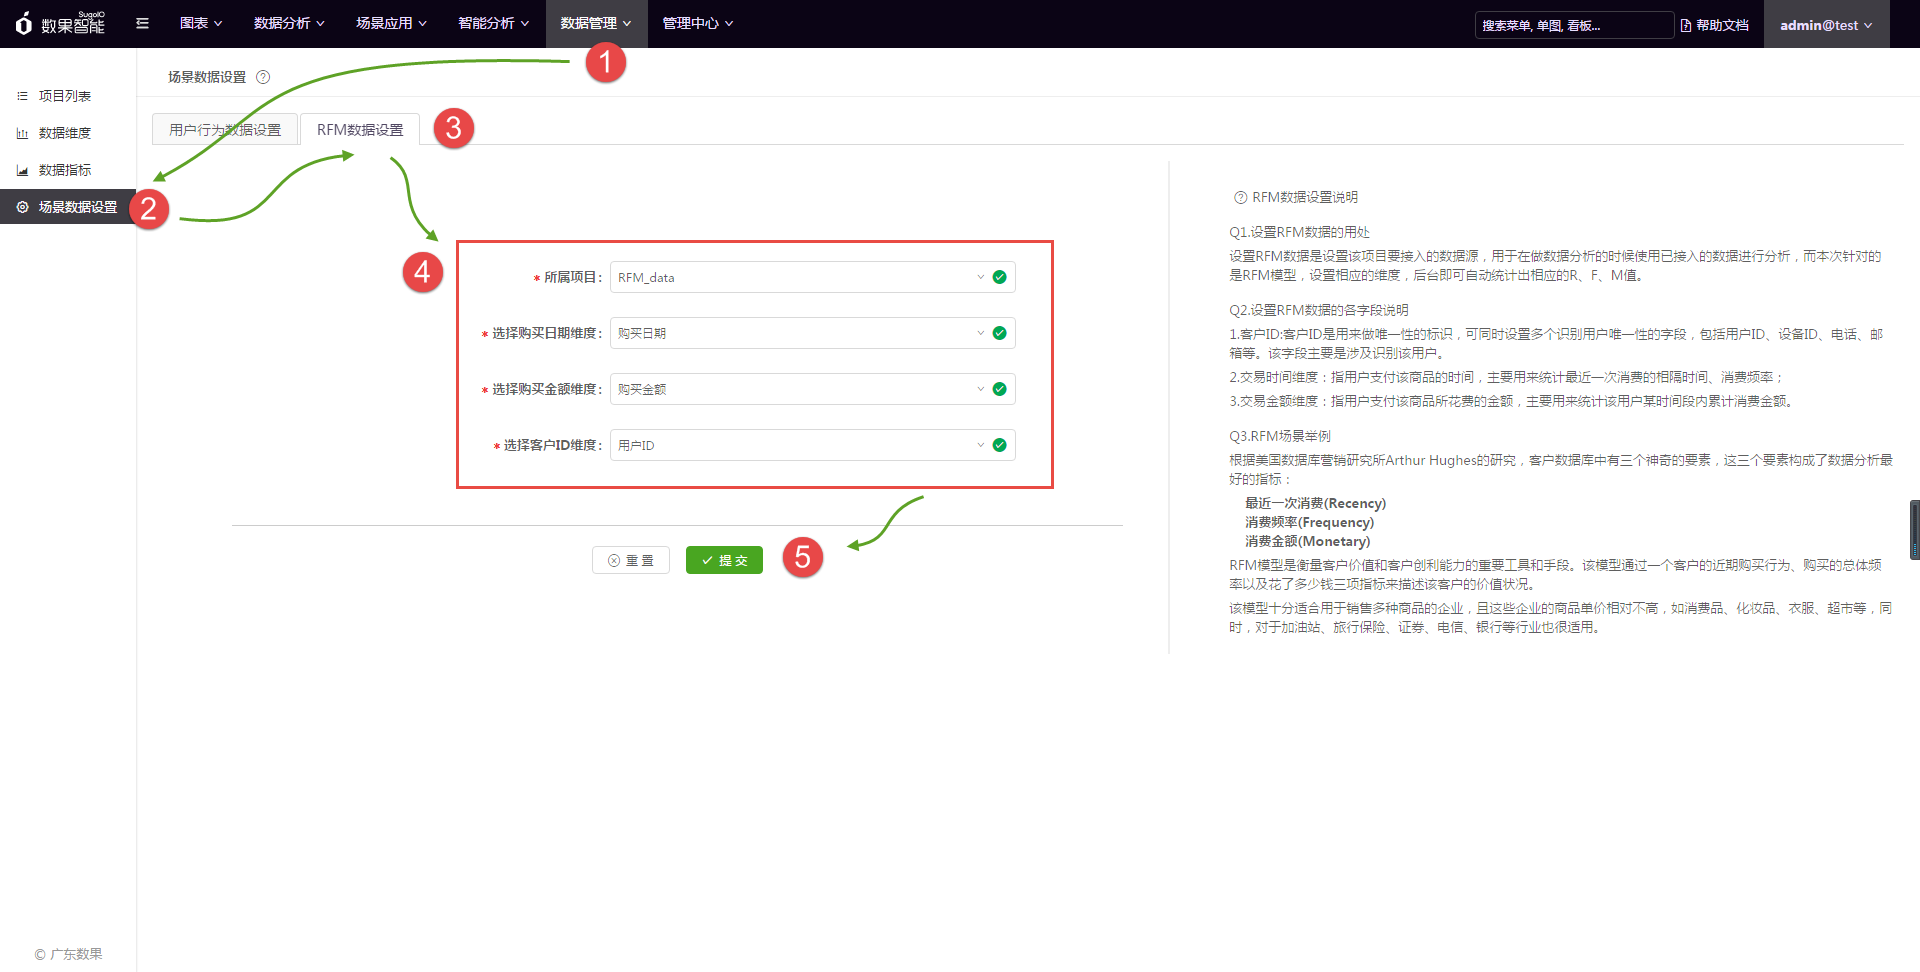 SugoIO
数果智能
图表
数据分析
场景应用
智能分析
数据管理
管理中心
搜索菜单, 单图, 看板...
帮助文档
admin@test
1
项目列表
数据维度
数据指标
场景数据设置
2
场景数据设置 ?
用户行为数据设置
RFM数据设置
3
4
* 所属项目: RFM_data
* 选择购买日期维度: 购买日期
* 选择购买金额维度: 购买金额
* 选择客户ID维度: 用户ID
重 置
提 交
5
? RFM数据设置说明
Q1.设置RFM数据的用处
设置RFM数据是设置该项目要接入的数据源，用于在做数据分析的时候使用已接入的数据进行分析，而本次针对的
是RFM模型，设置相应的维度，后台即可自动统计出相应的R、F、M值。
Q2.设置RFM数据的各字段说明
1.客户ID:客户ID是用来做唯一性的标识，可同时设置多个识别用户唯一性的字段，包括用户ID、设备ID、电话、邮
箱等。该字段主要是涉及识别该用户。
2.交易时间维度；指用户支付该商品的时间，主要用来统计最近一次消费的相隔时间、消费频率；
3.交易金额维度；指用户支付该商品所花费的金额，主要用来统计该用户某时间段内累计消费金额。
Q3.RFM场景举例
根据美国数据库营销研究所Arthur Hughes的研究，客户数据库中有三个神奇的要素，这三个要素构成了数据分析最
好的指标：
最近一次消费(Recency)
消费频率(Frequency)
消费金额(Monetary)
RFM模型是衡量客户价值和客户创利能力的重要工具和手段。该模型通过一个客户的近期购买行为、购买的总体频
率以及花了多少钱三项指标来描述该客户的价值状况。
该模型十分适合用于销售多种商品的企业，且这些企业的商品单价相对不高，如消费品、化妆品、衣服、超市等，同
时，对于加油站、旅行保险、证券、电信、银行等行业也很适用。
© 广东数果